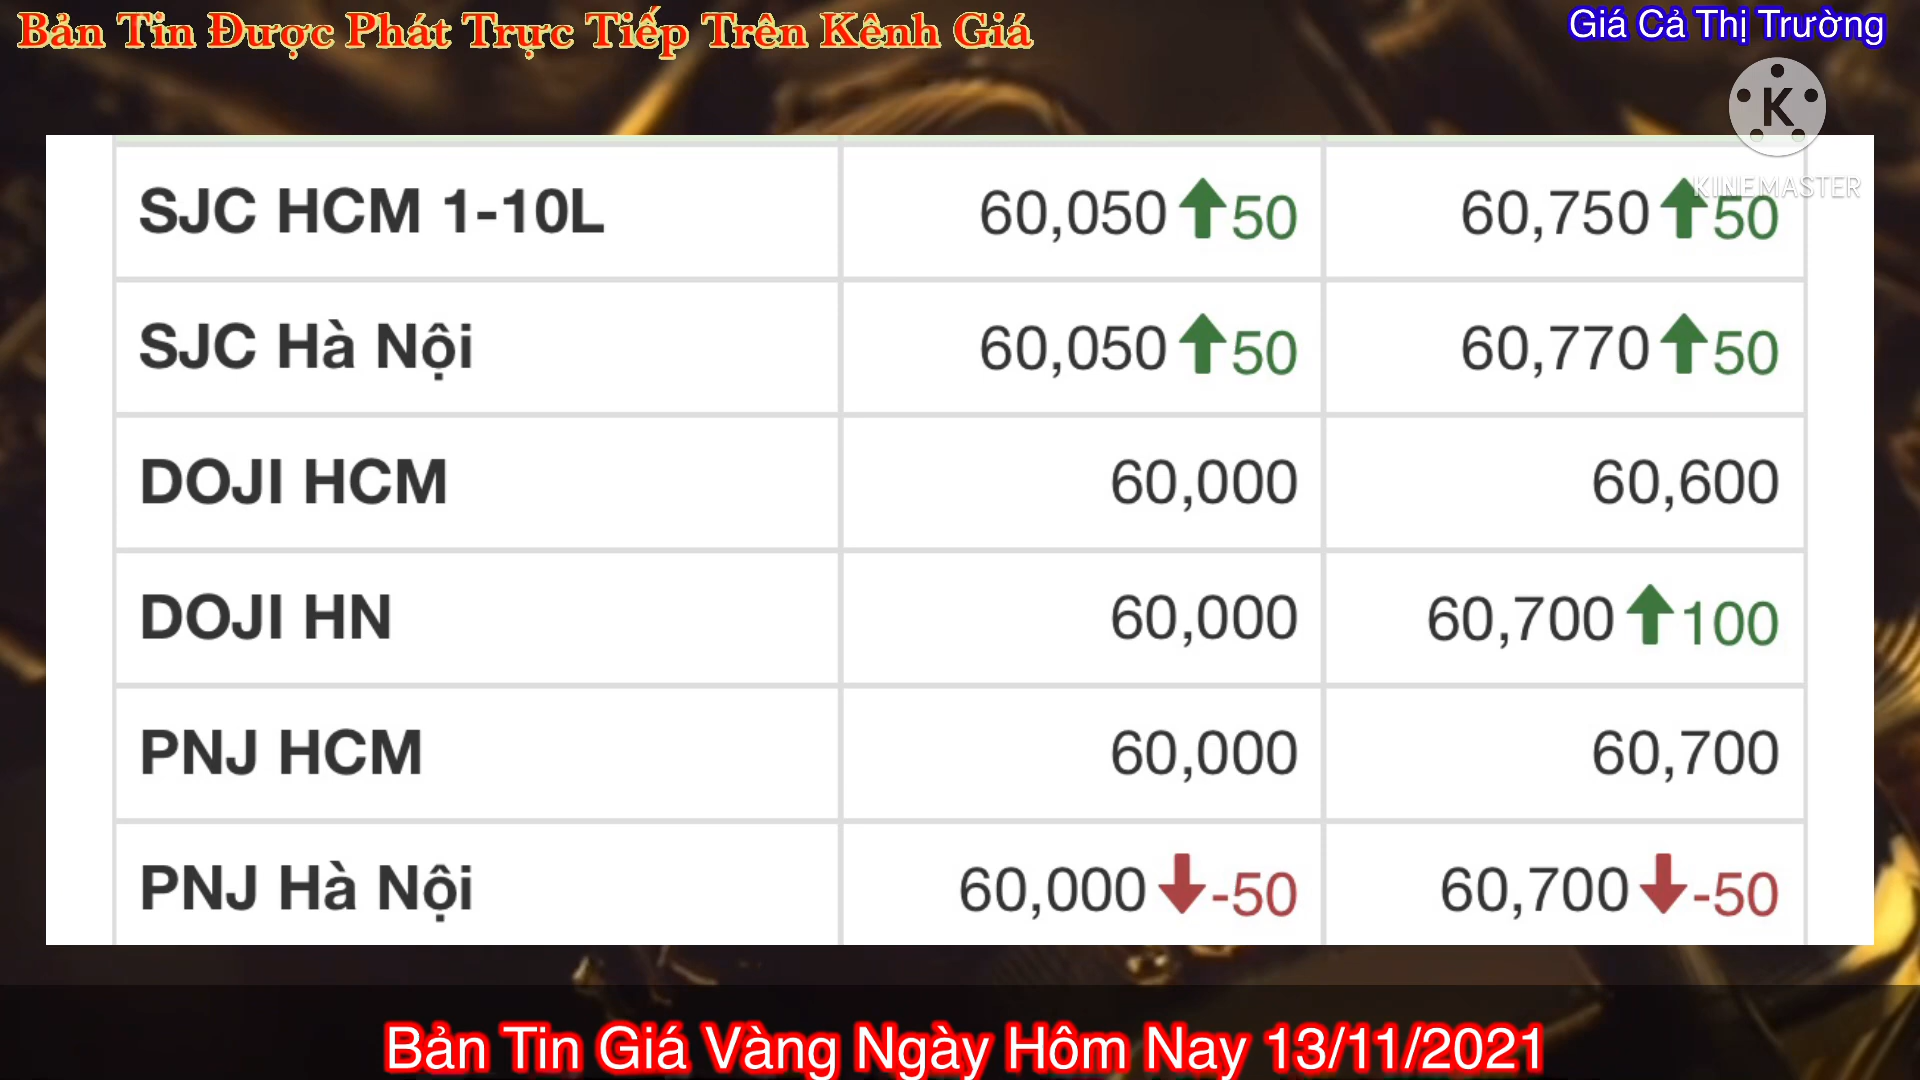 Bản Tin Được Phát Trực Tiếp Trên Kênh Giá
Giá Cả Thị Trường
K
KINEMASTER
SJC HCM 1-10L 60,050 50 60,750 50
SJC Hà Nội 60,050 50 60,770 50
DOJI HCM 60,000 60,600
DOJI HN 60,000 60,700 100
PNJ HCM 60,000 60,700
PNJ Hà Nội 60,000 -50 60,700 -50
Bản Tin Giá Vàng Ngày Hôm Nay 13/11/2021